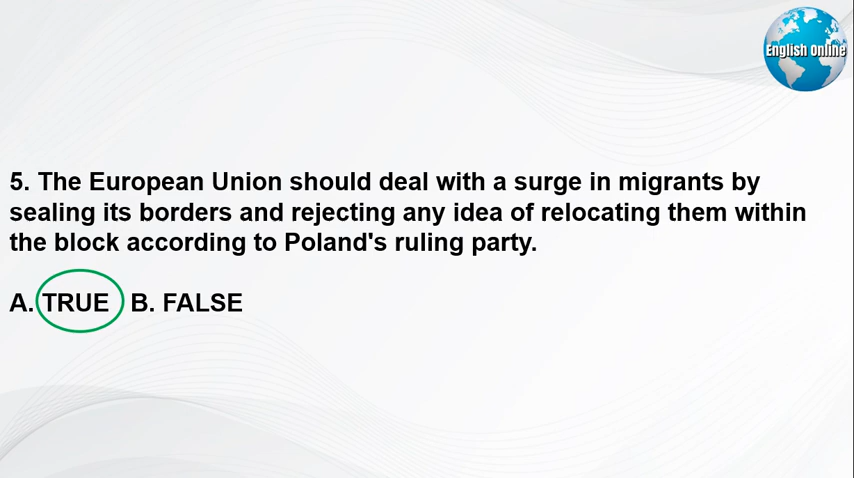 English Online
5. The European Union should deal with a surge in migrants by
sealing its borders and rejecting any idea of relocating them within
the block according to Poland's ruling party.
A. TRUE B. FALSE